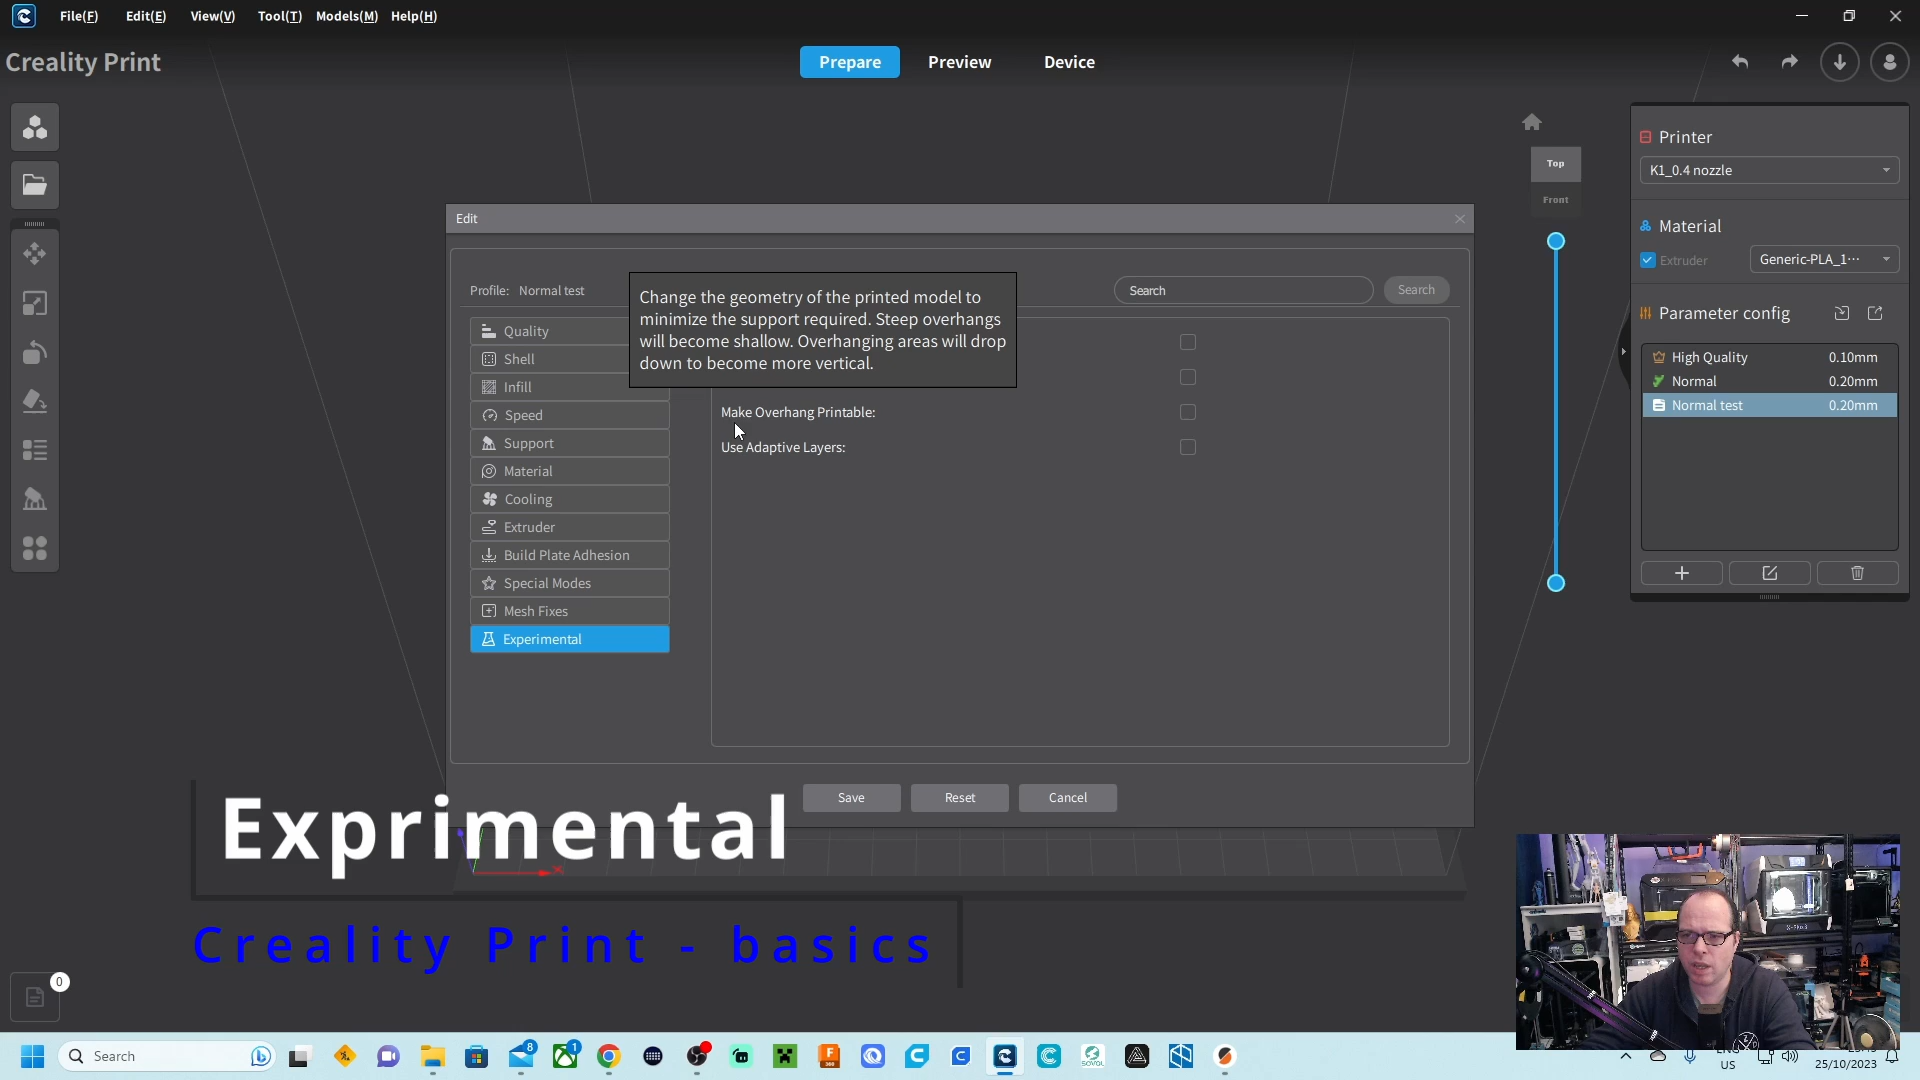 File(F) Edit(E) View(V) Tool(T) Models(M) Help(H)
Creality Print
Prepare Preview Device
Top
Front
Printer
K1_0.4 nozzle
Material
Extruder Generic-PLA_1···
Parameter config
High Quality 0.10mm
Normal 0.20mm
Normal test 0.20mm
Edit
Profile: Normal test
Search Search
Change the geometry of the printed model to
minimize the support required. Steep overhangs
will become shallow. Overhanging areas will drop
down to become more vertical.
Quality
Shell
Infill
Speed
Support
Material
Cooling
Extruder
Build Plate Adhesion
Special Modes
Mesh Fixes
Experimental
Make Overhang Printable:
Use Adaptive Layers:
Save Reset Cancel
Exprimental
Creality Print - basics
0
Search
8
1
SOVOL
US
25/10/2023